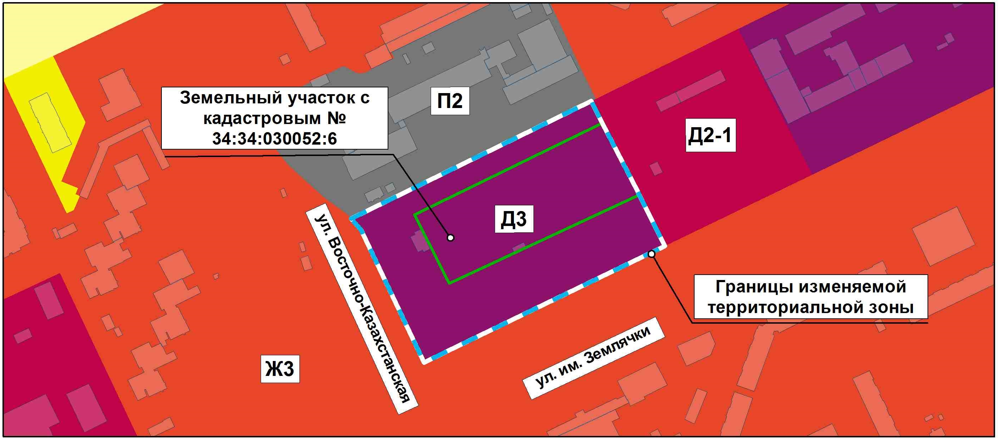 Земельный участок с
кадастровым №
34:34:030052:6
П2
Д2-1
Д3
ул. Восточно-Казахстанская
Границы изменяемой
территориальной зоны
ул. им. Землячки
Ж3